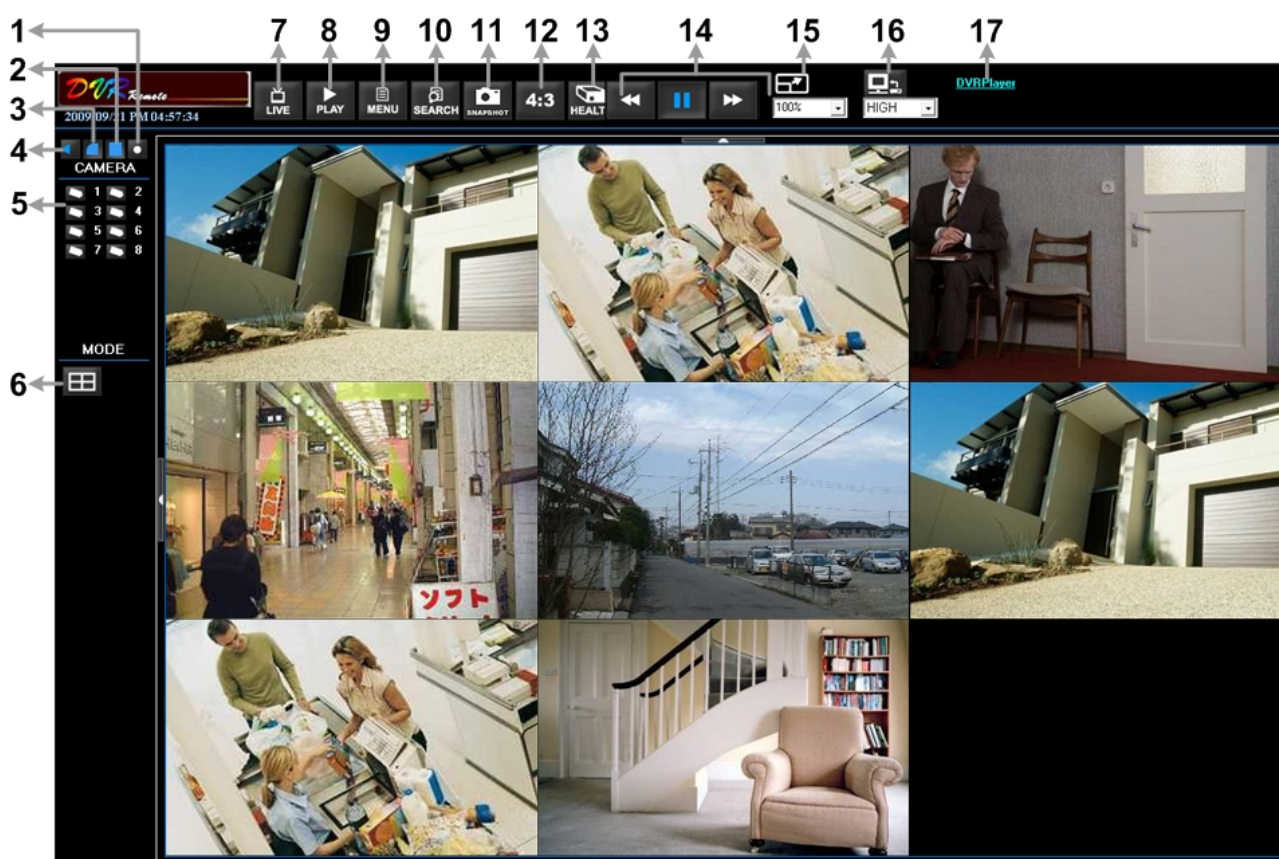 1
2
3
4
5
6
7 8 9 10 11 12 13 14 15 16 17
DVR Remote
2009/09/21 PM 04:57:34
LIVE PLAY MENU SEARCH SNAPSHOT 4:3 HEALT
100% HIGH
DVRPlayer
CAMERA
1 2
3 4
5 6
7 8
MODE
ソフト